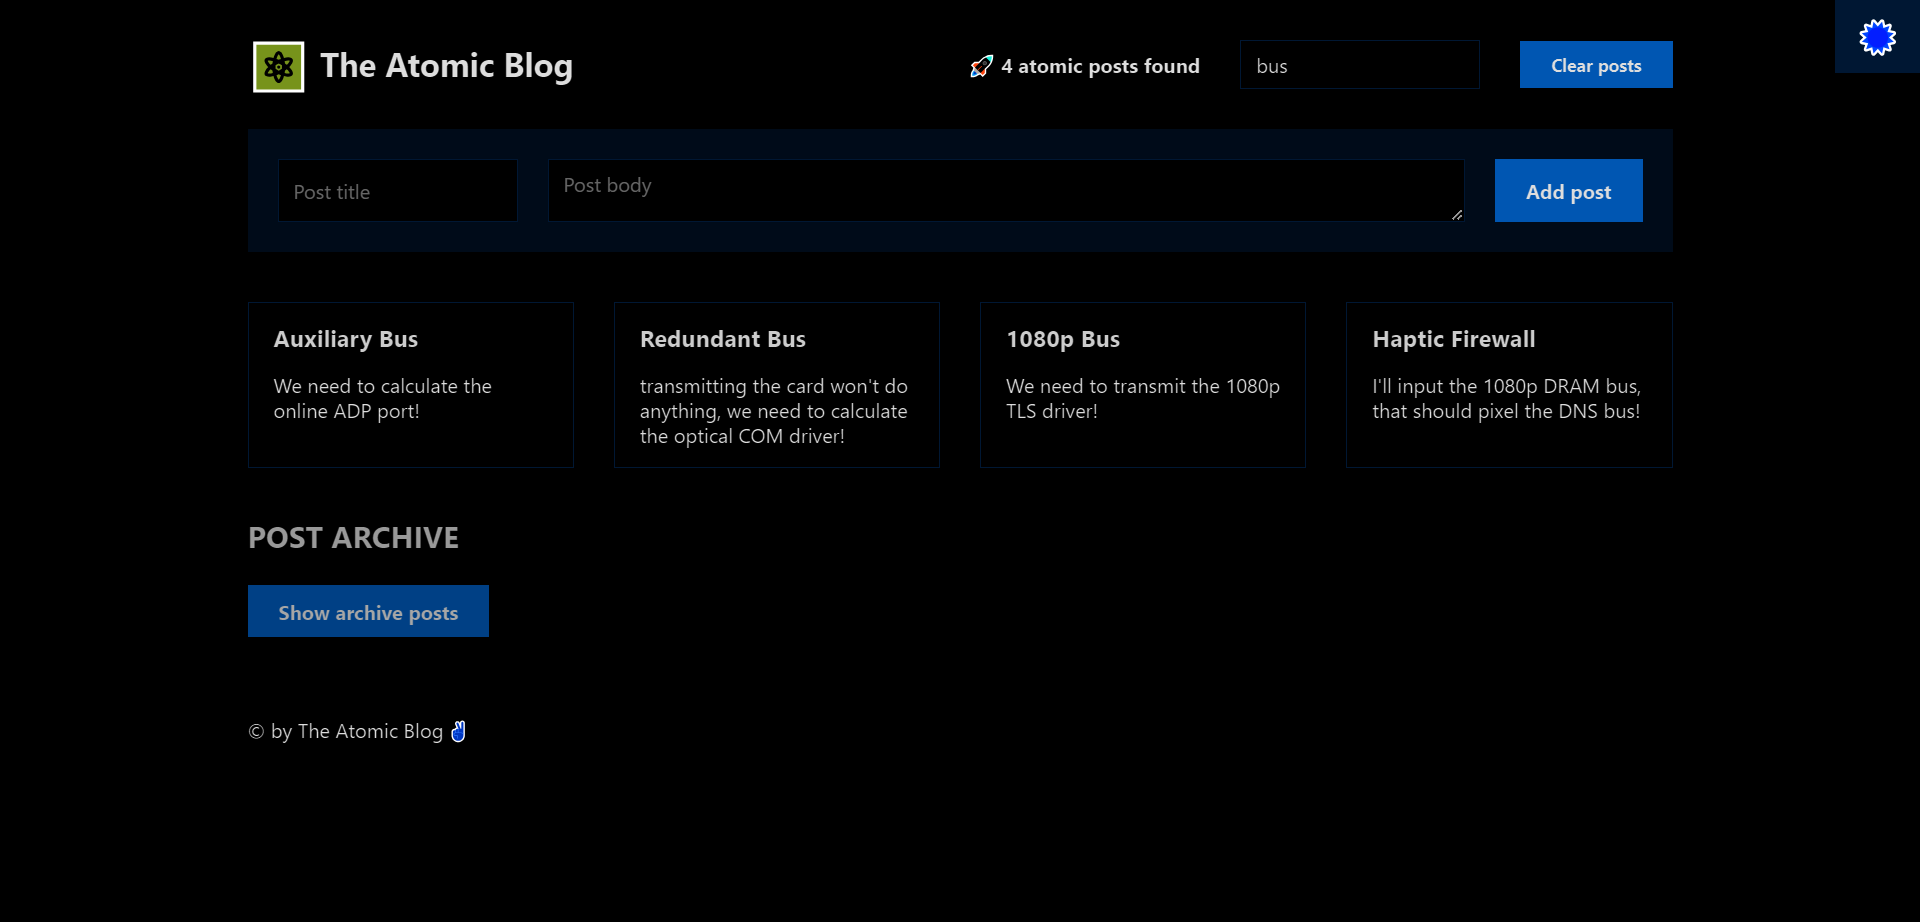 The Atomic Blog
🚀 4 atomic posts found
bus
Clear posts
Post title
Post body
Add post
Auxiliary Bus
We need to calculate the
online ADP port!
Redundant Bus
transmitting the card won't do
anything, we need to calculate
the optical COM driver!
1080p Bus
We need to transmit the 1080p
TLS driver!
Haptic Firewall
I'll input the 1080p DRAM bus,
that should pixel the DNS bus!
POST ARCHIVE
Show archive posts
© by The Atomic Blog ✌️